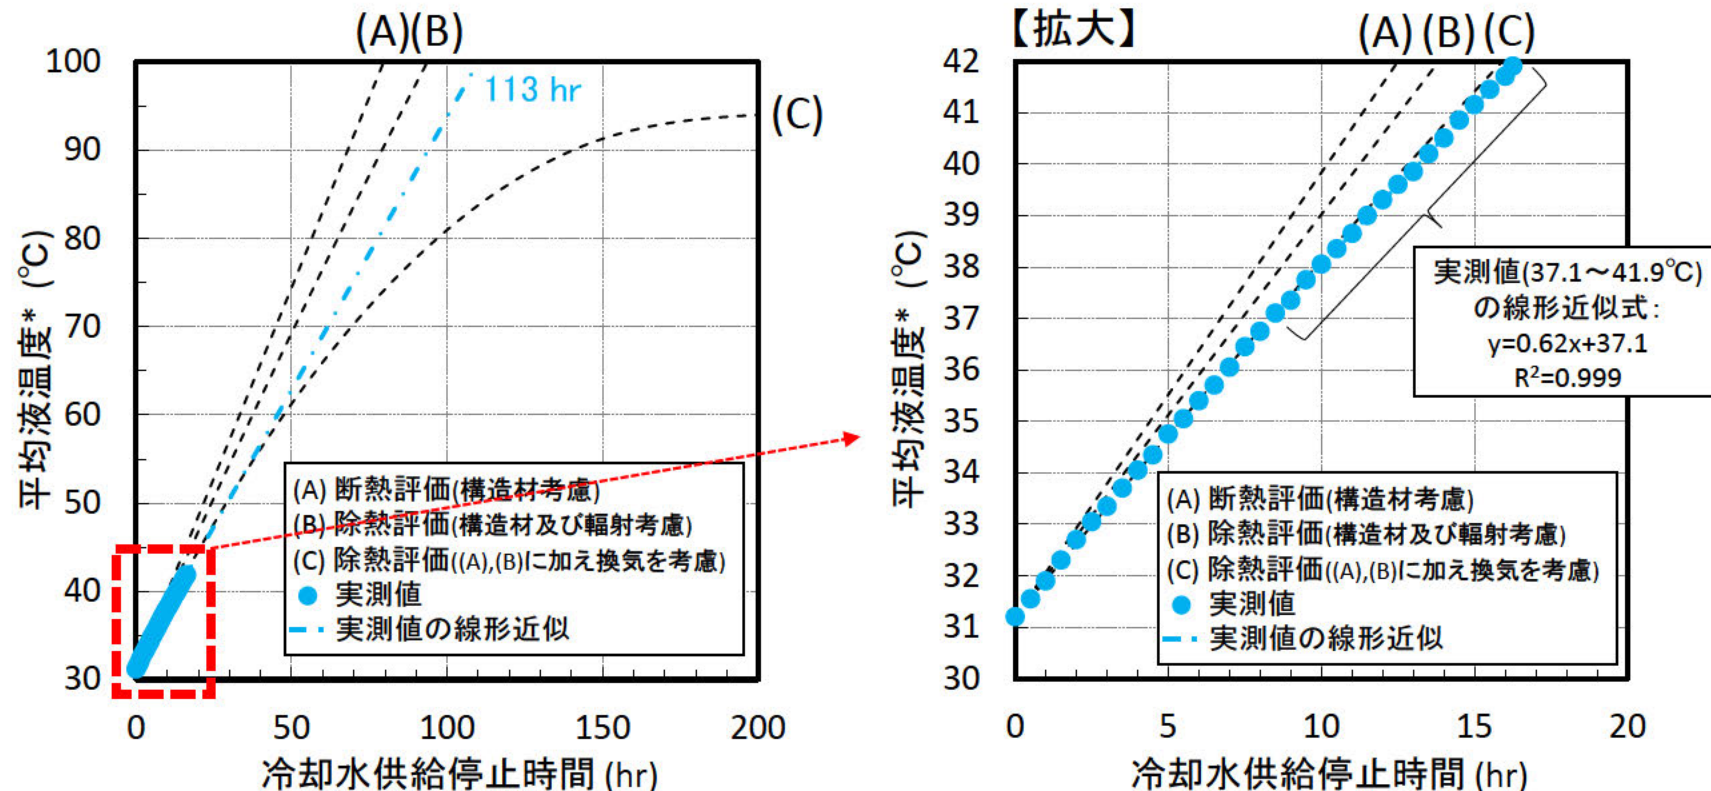 (A)(B)
100
90
80
70
60
50
40
30
平均液温度* (℃)
113 hr
(C)
(A) 断熱評価(構造材考慮)
(B) 除熱評価(構造材及び輻射考慮)
(C) 除熱評価((A),(B)に加え換気を考慮)
実測値
実測値の線形近似
0 50 100 150 200
冷却水供給停止時間 (hr)
【拡大】
(A) (B) (C)
42
41
40
39
38
37
36
35
34
33
32
31
30
平均液温度* (℃)
実測値(37.1～41.9℃)
の線形近似式：
y=0.62x+37.1
R²=0.999
(A) 断熱評価(構造材考慮)
(B) 除熱評価(構造材及び輻射考慮)
(C) 除熱評価((A),(B)に加え換気を考慮)
実測値
実測値の線形近似
0 5 10 15 20
冷却水供給停止時間 (hr)